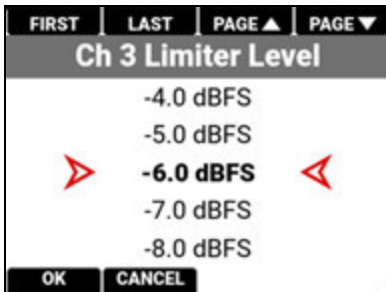 FIRST LAST PAGE▲ PAGE▼
Ch 3 Limiter Level
-4.0 dBFS
-5.0 dBFS
-6.0 dBFS
-7.0 dBFS
-8.0 dBFS
OK CANCEL